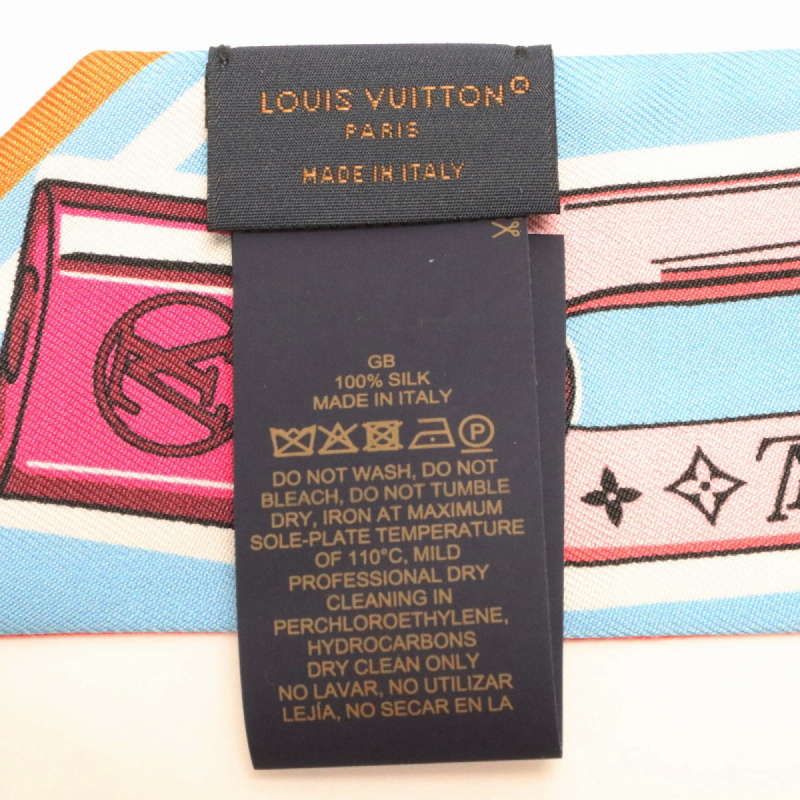 LOUIS VUITTON
PARIS
MADE IN ITALY
GB
100% SILK
MADE IN ITALY
P
DO NOT WASH, DO NOT
BLEACH, DO NOT TUMBLE
DRY, IRON AT MAXIMUM
SOLE-PLATE TEMPERATURE
OF 110°C, MILD
PROFESSIONAL DRY
CLEANING IN
PERCHLOROETHYLENE,
HYDROCARBONS
DRY CLEAN ONLY
NO LAVAR, NO UTILIZAR
LEJÍA, NO SECAR EN LA
LV